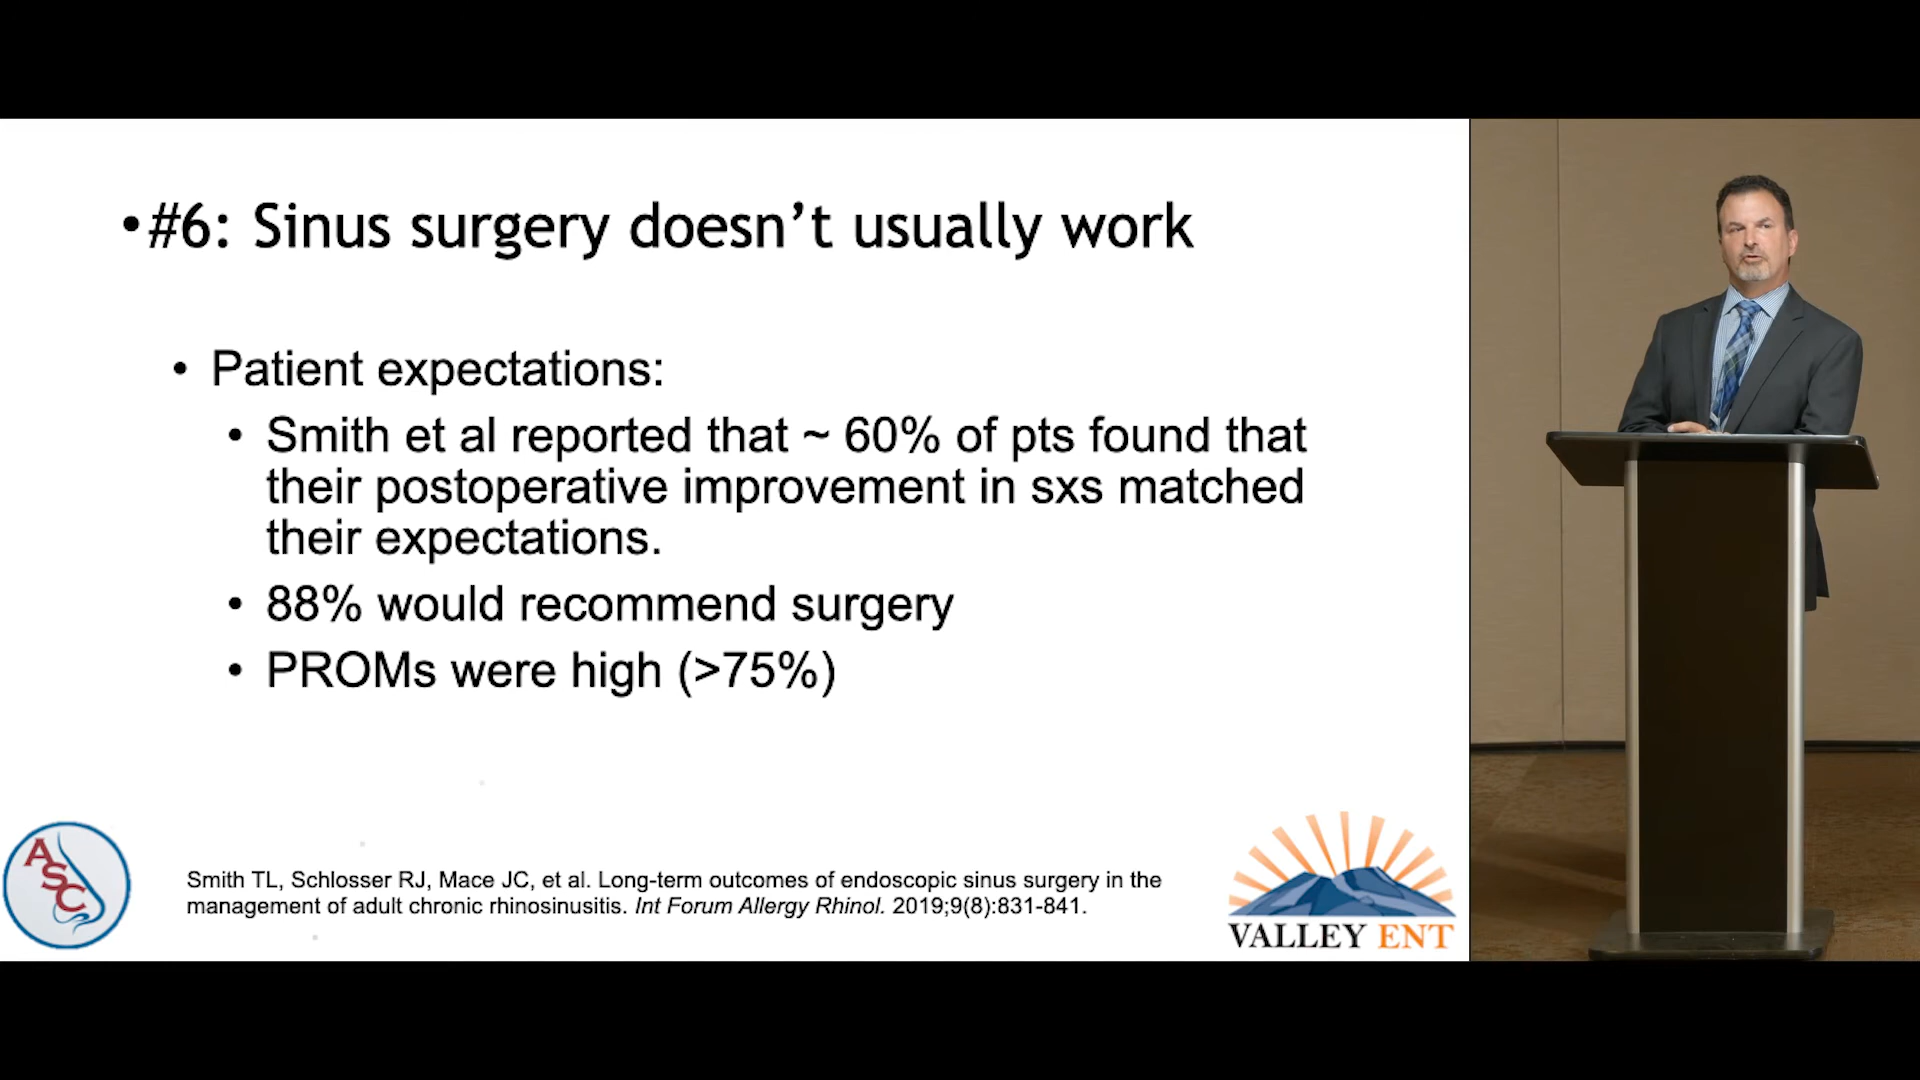 •#6: Sinus surgery doesn’t usually work
• Patient expectations:
• Smith et al reported that ~ 60% of pts found that
their postoperative improvement in sxs matched
their expectations.
• 88% would recommend surgery
• PROMs were high (>75%)
ASC
Smith TL, Schlosser RJ, Mace JC, et al. Long-term outcomes of endoscopic sinus surgery in the
management of adult chronic rhinosinusitis. Int Forum Allergy Rhinol. 2019;9(8):831-841.
VALLEY ENT